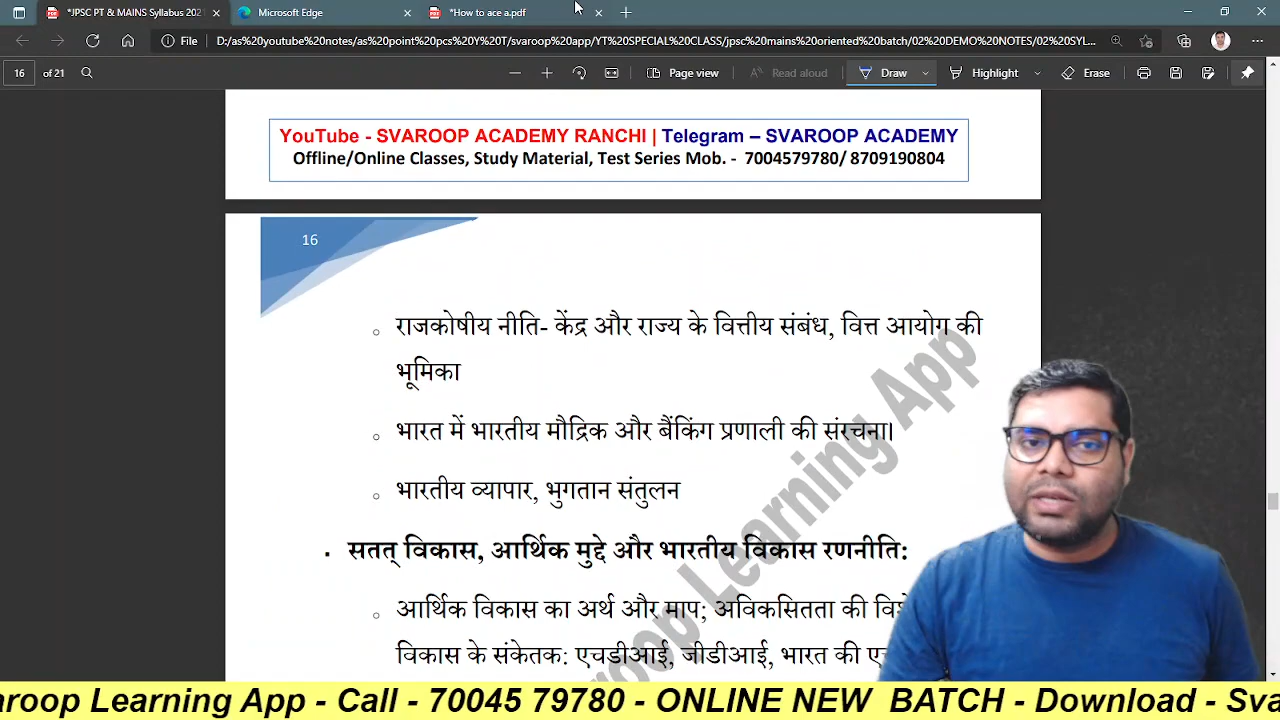 *JPSC PT & MAINS Syllabus 2021
Microsoft Edge
*How to ace a.pdf
File
D:/as%20youtube%20notes/as%20point%20pcs%20Y%20T/svaroop%20app/YT%20SPECIAL%20CLASS/jpsc%20mains%20oriented%20batch/02%20DEMO%20NOTES/02%20SYL...
16 of 21
Page view
Read aloud
Draw
Highlight
Erase
YouTube - SVAROOP ACADEMY RANCHI | Telegram – SVAROOP ACADEMY
Offline/Online Classes, Study Material, Test Series Mob. - 7004579780/ 8709190804
16
राजकोषीय नीति- केंद्र और राज्य के वित्तीय संबंध, वित्त आयोग की
भूमिका
भारत में भारतीय मौद्रिक और बैंकिंग प्रणाली की संरचना।
भारतीय व्यापार, भुगतान संतुलन
सतत् विकास, आर्थिक मुद्दे और भारतीय विकास रणनीति:
आर्थिक विकास का अर्थ और माप; अविकसितता की
विकास के संकेतक: एचडीआई, जीडीआई, भारत की
roop Learning App
aroop Learning App - Call - 70045 79780 - ONLINE NEW BATCH - Download - Sva